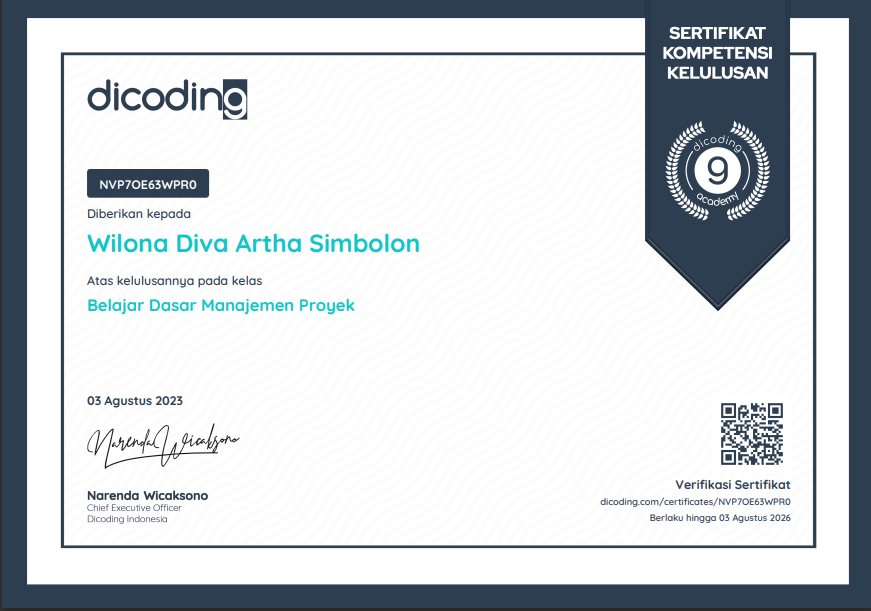 SERTIFIKAT
KOMPETENSI
KELULUSAN
dicoding
dicoding
9
academy
NVP7OE63WPR0
Diberikan kepada
Wilona Diva Artha Simbolon
Atas kelulusannya pada kelas
Belajar Dasar Manajemen Proyek
03 Agustus 2023
Narenda Wicaksono
Narenda Wicaksono
Chief Executive Officer
Dicoding Indonesia
Verifikasi Sertifikat
dicoding.com/certificates/NVP7OE63WPR0
Berlaku hingga 03 Agustus 2026